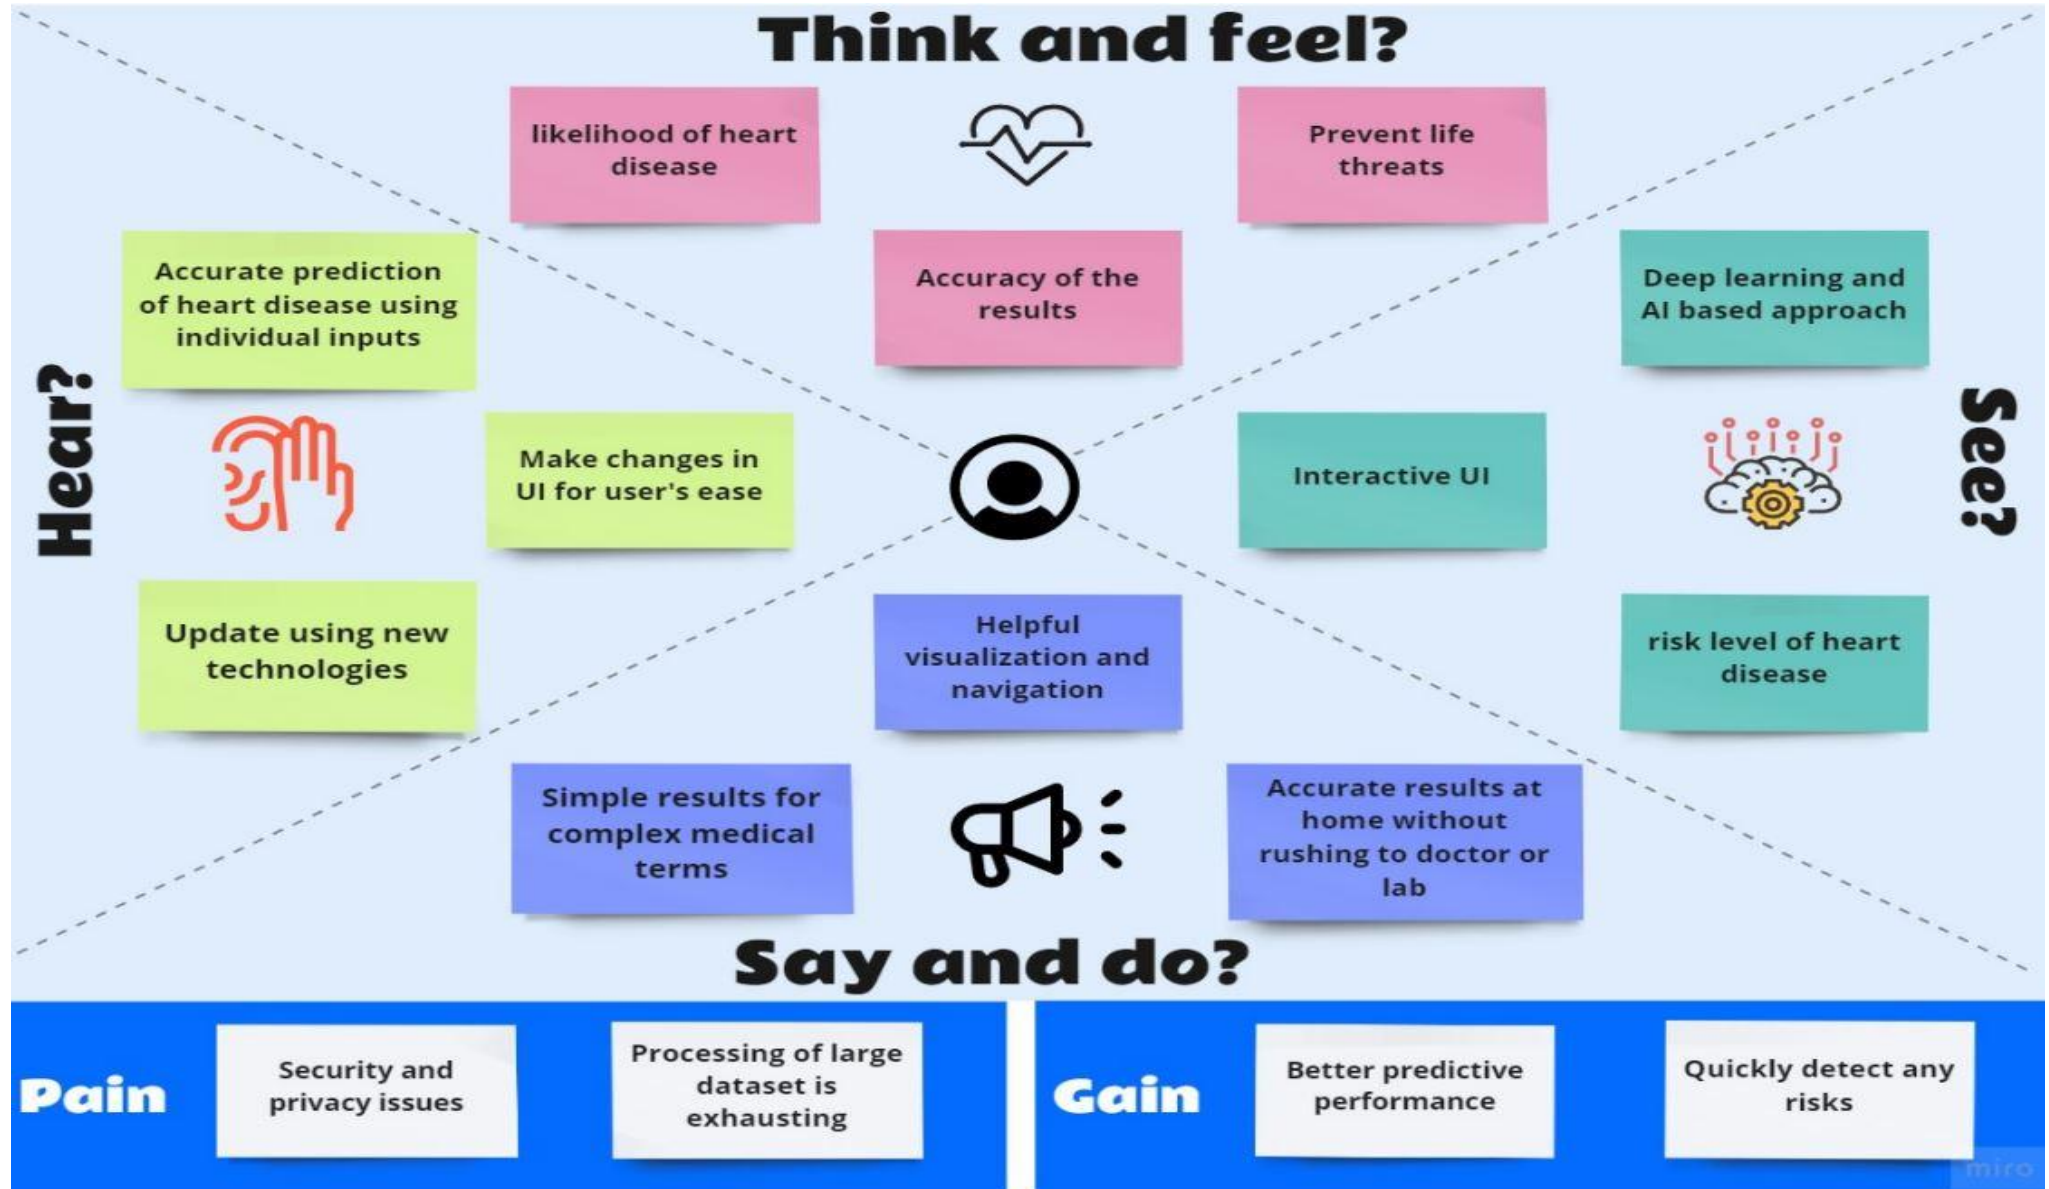 Think and feel?
likelihood of heart
disease
Prevent life
threats
Accuracy of the
results
Hear?
Accurate prediction
of heart disease using
individual inputs
Make changes in
UI for user's ease
Update using new
technologies
See?
Deep learning and
AI based approach
Interactive UI
risk level of heart
disease
Helpful
visualization and
navigation
Simple results for
complex medical
terms
Accurate results at
home without
rushing to doctor or
lab
Say and do?
Pain
Security and
privacy issues
Processing of large
dataset is
exhausting
Gain
Better predictive
performance
Quickly detect any
risks
miro